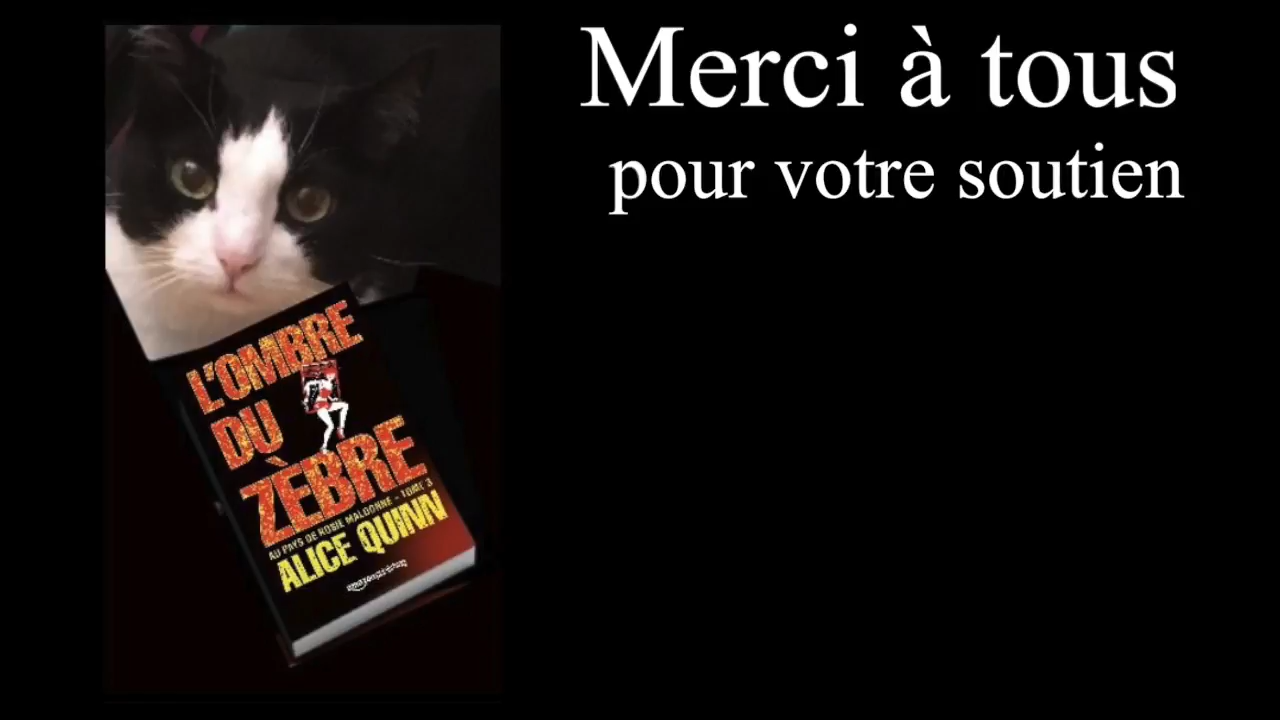 Merci à tous
pour votre soutien
L'OMBRE
DU
ZÈBRE
AU PAYS DE ROSIE MALDONNE - TOME 3
ALICE QUINN